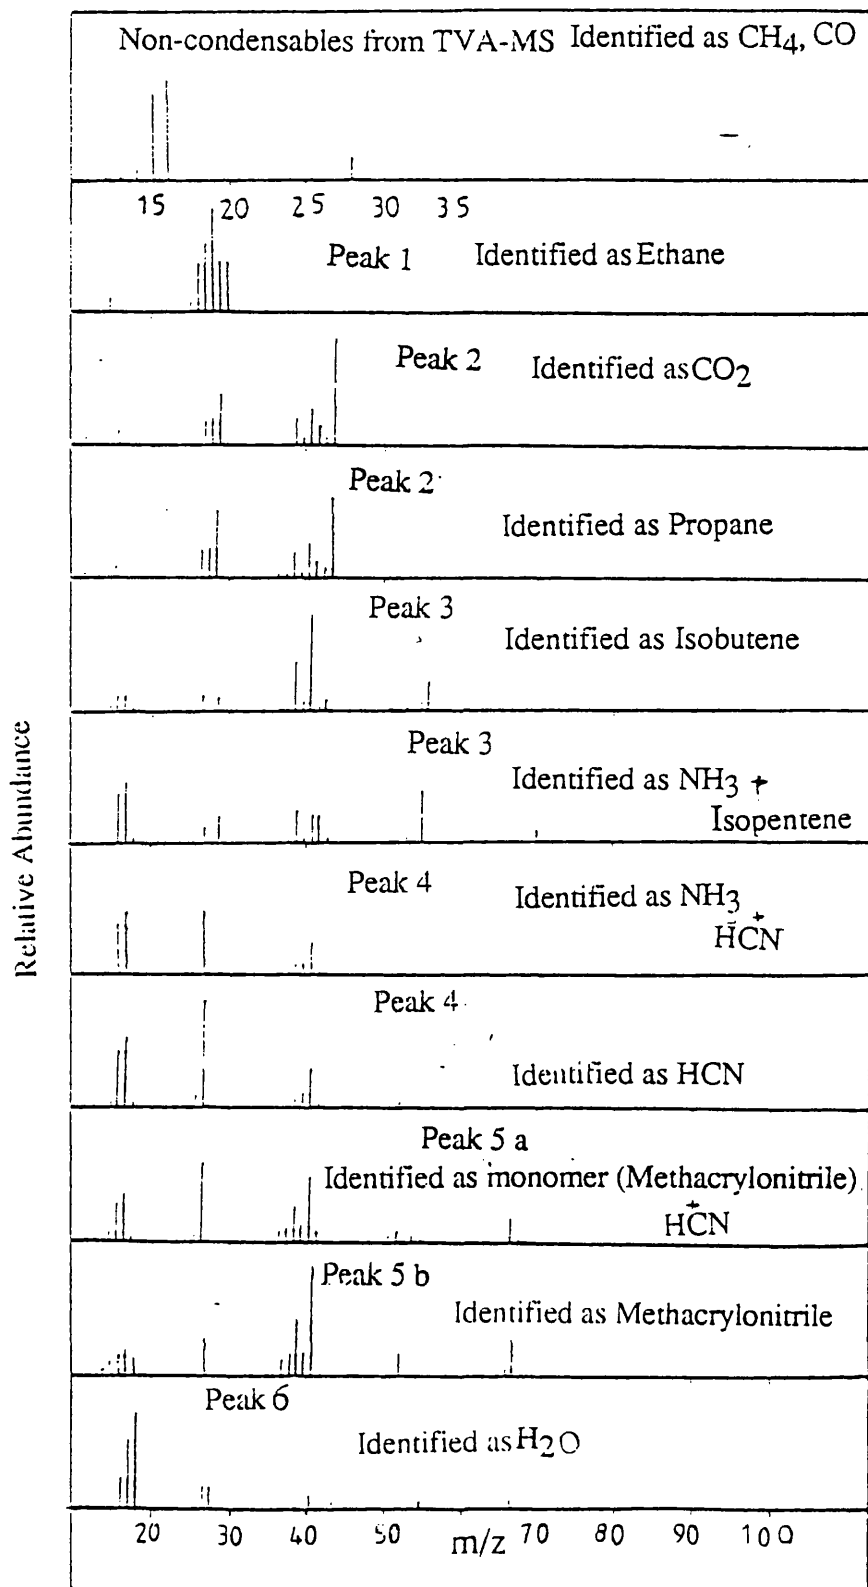 Non-condensables from TVA-MS Identified as CH4, CO
15 20 25 30 35
Peak 1 Identified as Ethane
Peak 2 Identified as CO2
Peak 2
Identified as Propane
Peak 3
Identified as Isobutene
Peak 3
Identified as NH3 +
Isopentene
Peak 4 Identified as NH3
+
HCN
Peak 4
Identified as HCN
Peak 5 a
Identified as monomer (Methacrylonitrile)
+
HCN
Peak 5 b
Identified as Methacrylonitrile
Peak 6
Identified as H2O
20 30 40 50 m/z 70 80 90 100
Relative Abundance